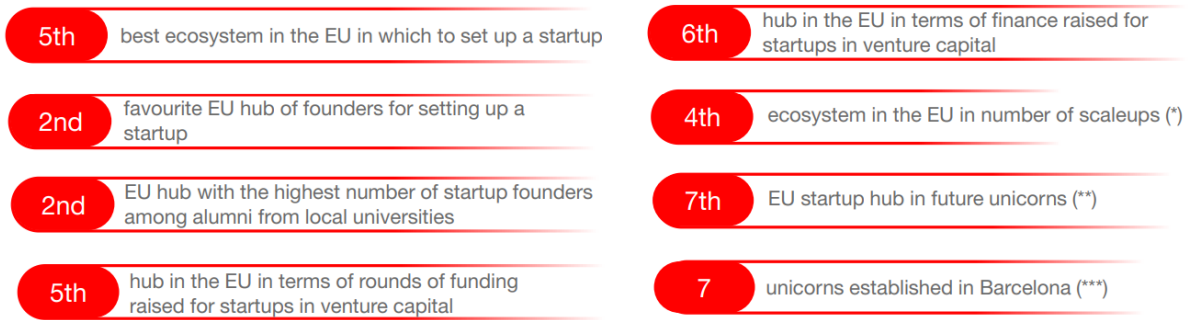 5th
best ecosystem in the EU in which to set up a startup
2nd
favourite EU hub of founders for setting up a
startup
2nd
EU hub with the highest number of startup founders
among alumni from local universities
5th
hub in the EU in terms of rounds of funding
raised for startups in venture capital
6th
hub in the EU in terms of finance raised for
startups in venture capital
4th
ecosystem in the EU in number of scaleups (*)
7th
EU startup hub in future unicorns (**)
7
unicorns established in Barcelona (***)